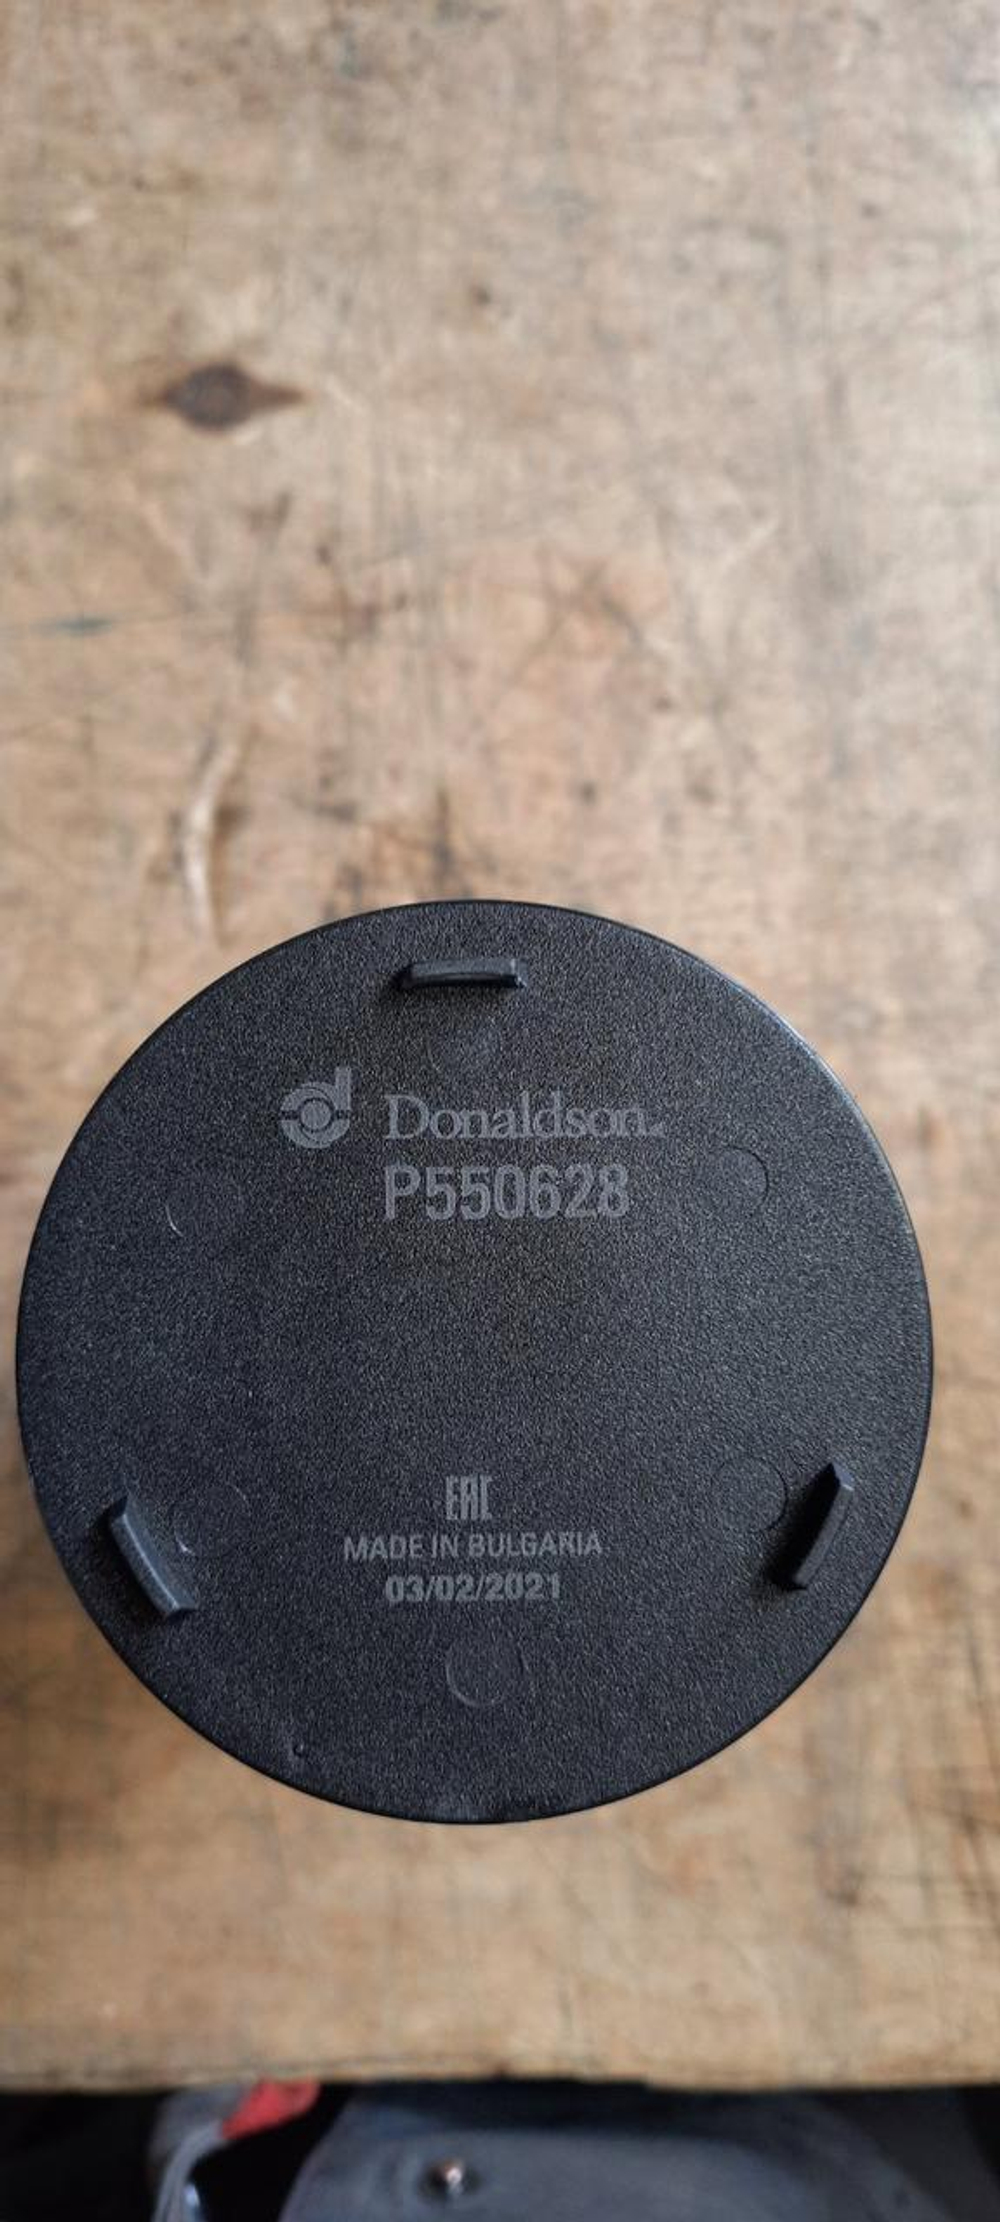 Donaldson.
P550628
EAC
MADE IN BULGARIA
03/02/2021